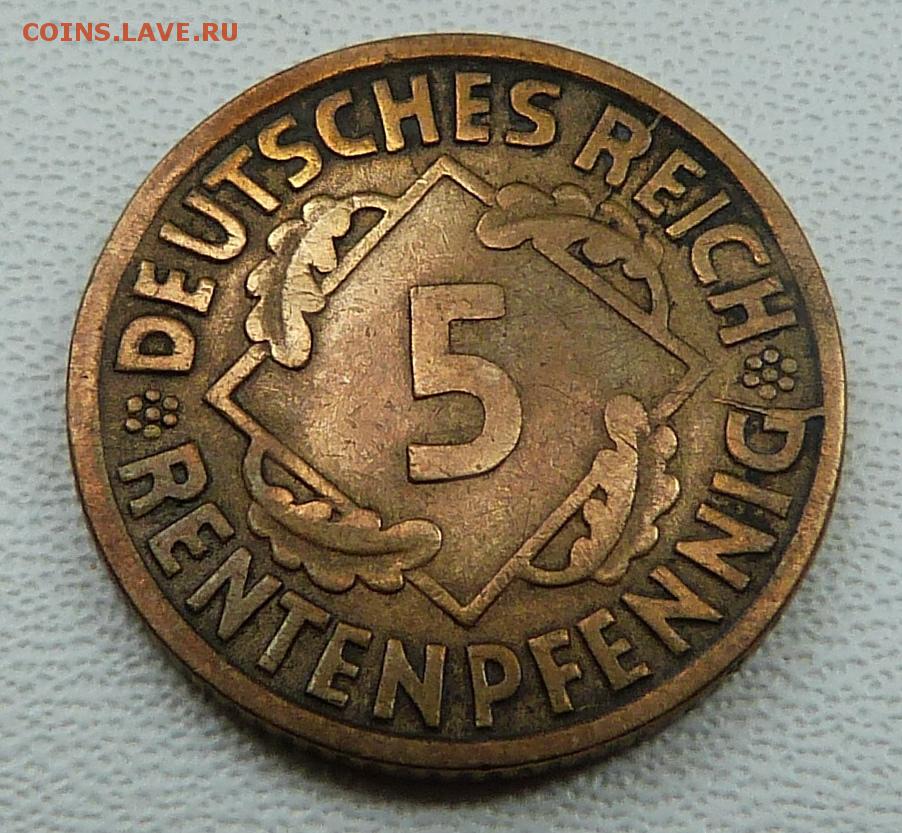 COINS.LAVE.RU
DEUTSCHES REICH
5
RENTENPFENNIG